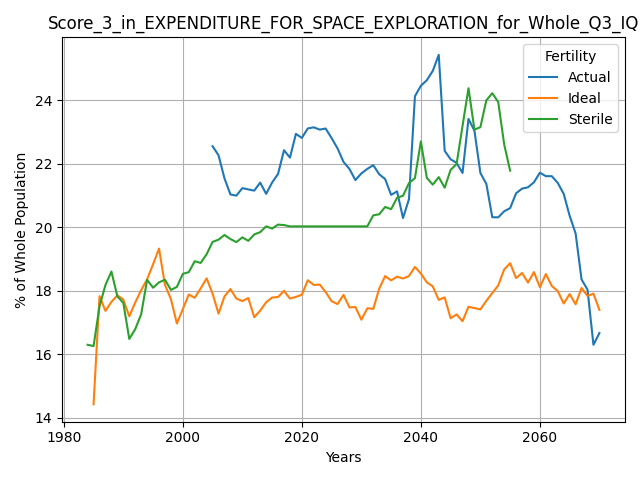 Score_3_in_EXPENDITURE_FOR_SPACE_EXPLORATION_for_Whole_Q3_IQ
Fertility
Actual
Ideal
Sterile
% of Whole Population
24
22
20
18
16
14
1980
2000
2020
2040
2060
Years